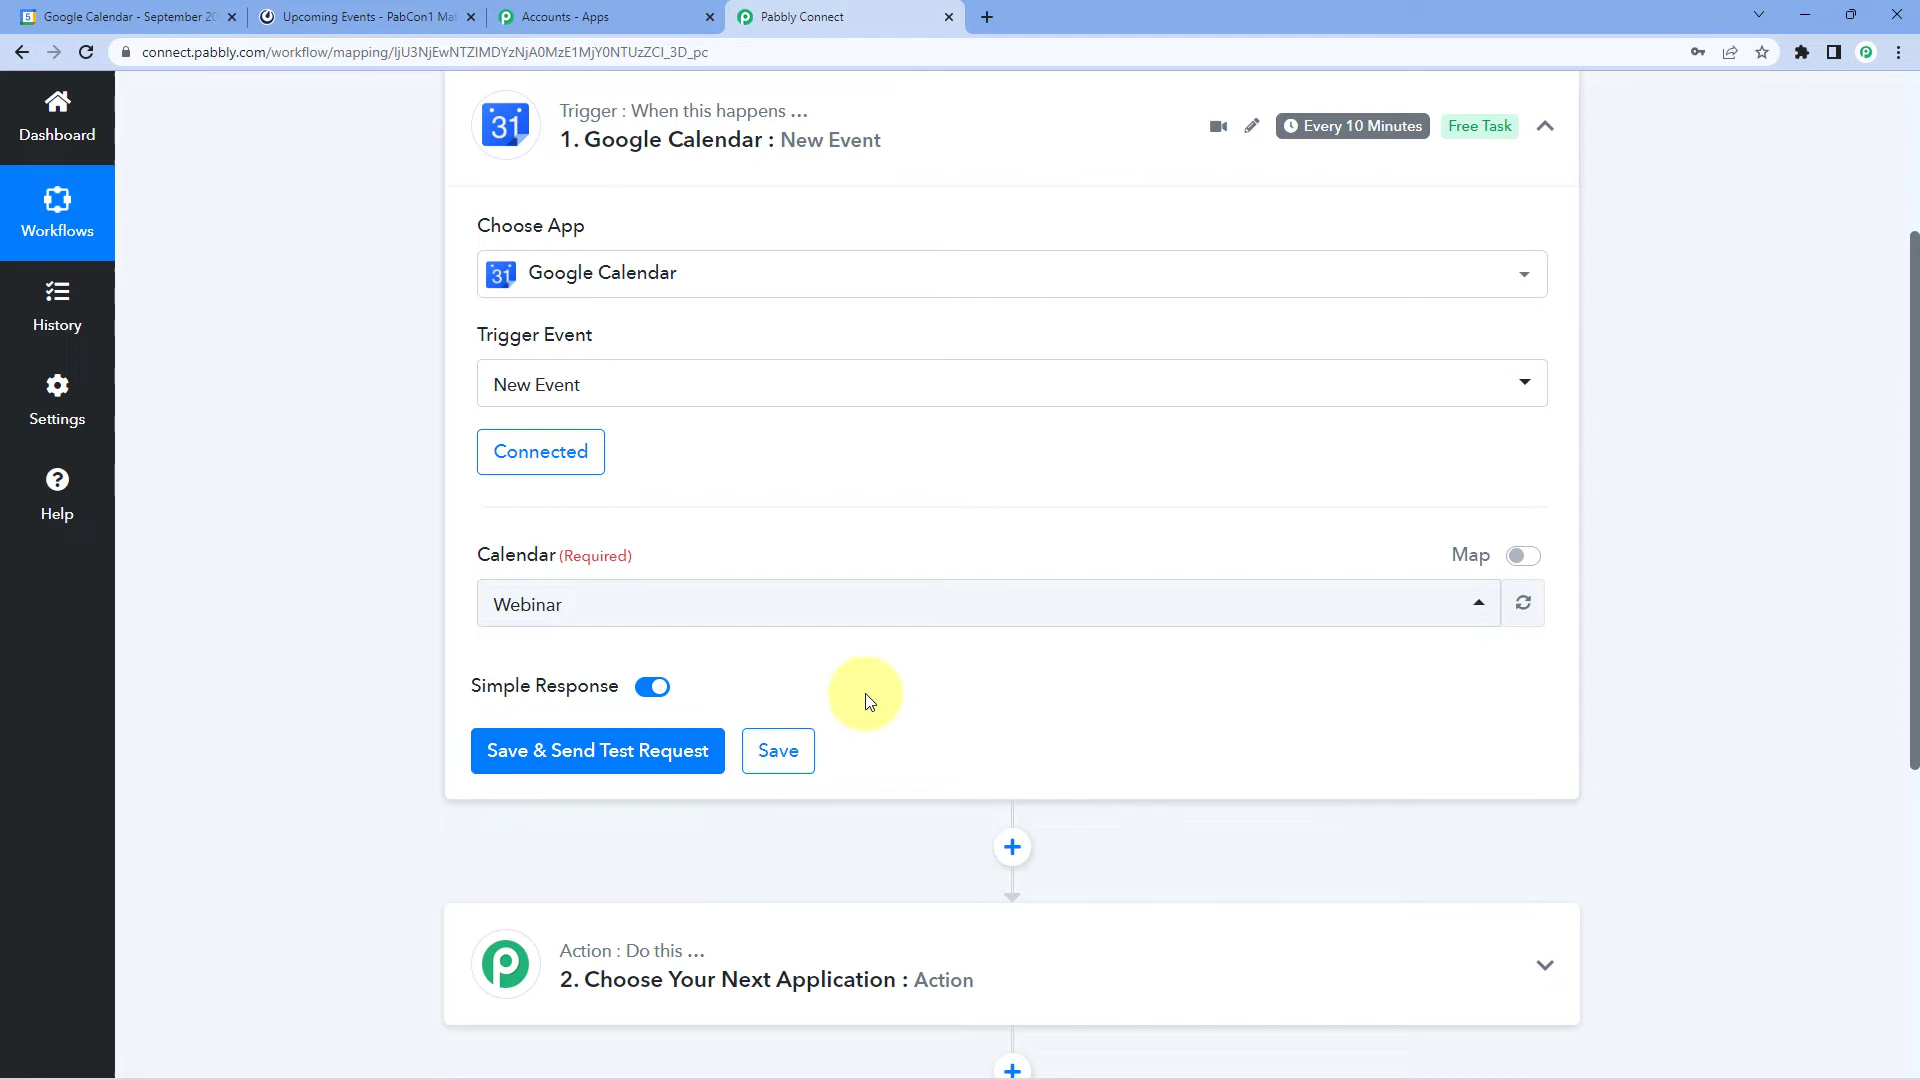 Google Calendar - September 20
Upcoming Events - PabCon1 Mat
Accounts - Apps
Pabbly Connect
connect.pabbly.com/workflow/mapping/IjU3NjEwNTZlMDYzNjA0MzE1MjY0NTUzZCI_3D_pc
Dashboard
Workflows
History
Settings
Help
Trigger : When this happens ...
1. Google Calendar : New Event
Every 10 Minutes
Free Task
Choose App
31 Google Calendar
Trigger Event
New Event
Connected
Calendar (Required)
Map
Webinar
Simple Response
Save & Send Test Request
Save
Action : Do this ...
2. Choose Your Next Application : Action
31